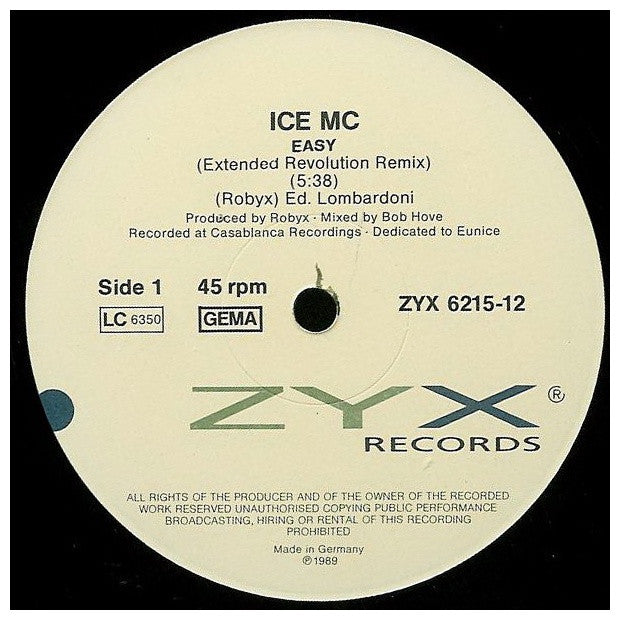 ICE MC
EASY
(Extended Revolution Remix)
(5:38)
(Robyx) Ed. Lombardoni
Produced by Robyx · Mixed by Bob Hove
Recorded at Casablanca Recordings · Dedicated to Eunice
Side 1 45 rpm ZYX 6215-12
LC 6350 GEMA
ZYX ®
RECORDS
ALL RIGHTS OF THE PRODUCER AND OF THE OWNER OF THE RECORDED
WORK RESERVED UNAUTHORISED COPYING PUBLIC PERFORMANCE
BROADCASTING, HIRING OR RENTAL OF THIS RECORDING
PROHIBITED
Made in Germany
℗1989